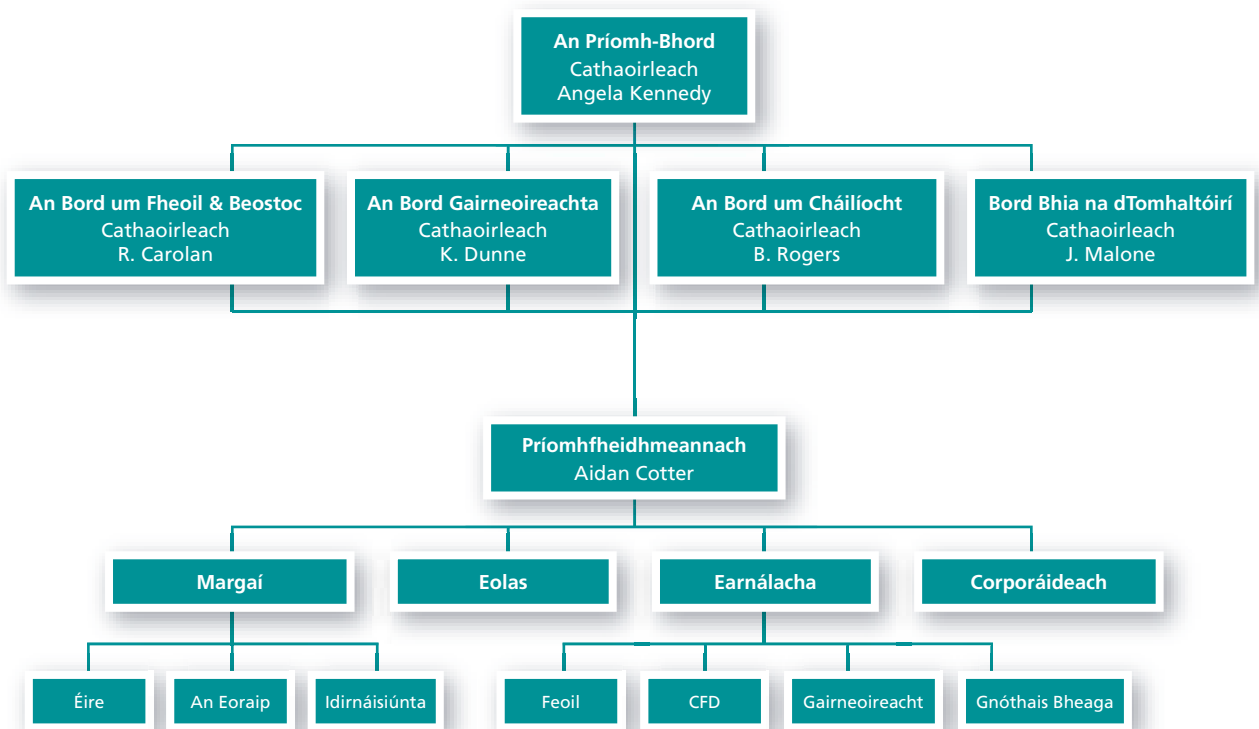 An Príomh-Bhord
Cathaoirleach
Angela Kennedy
An Bord um Fheoil & Beostoc
Cathaoirleach
R. Carolan
An Bord Gairneoireachta
Cathaoirleach
K. Dunne
An Bord um Cháilíocht
Cathaoirleach
B. Rogers
Bord Bhia na dTomhaltóirí
Cathaoirleach
J. Malone
Príomhfheidhmeannach
Aidan Cotter
Margaí
Eolas
Earnálacha
Corporáideach
Éire
An Eoraip
Idirnáisiúnta
Feoil
CFD
Gairneoireacht
Gnóthais Bheaga